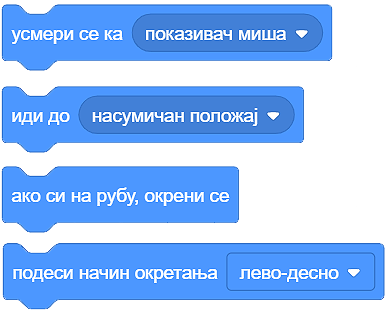 усмери се ка показивач миша
иди до насумичан положај
ако си на рубу, окрени се
подеси начин окретања лево-десно